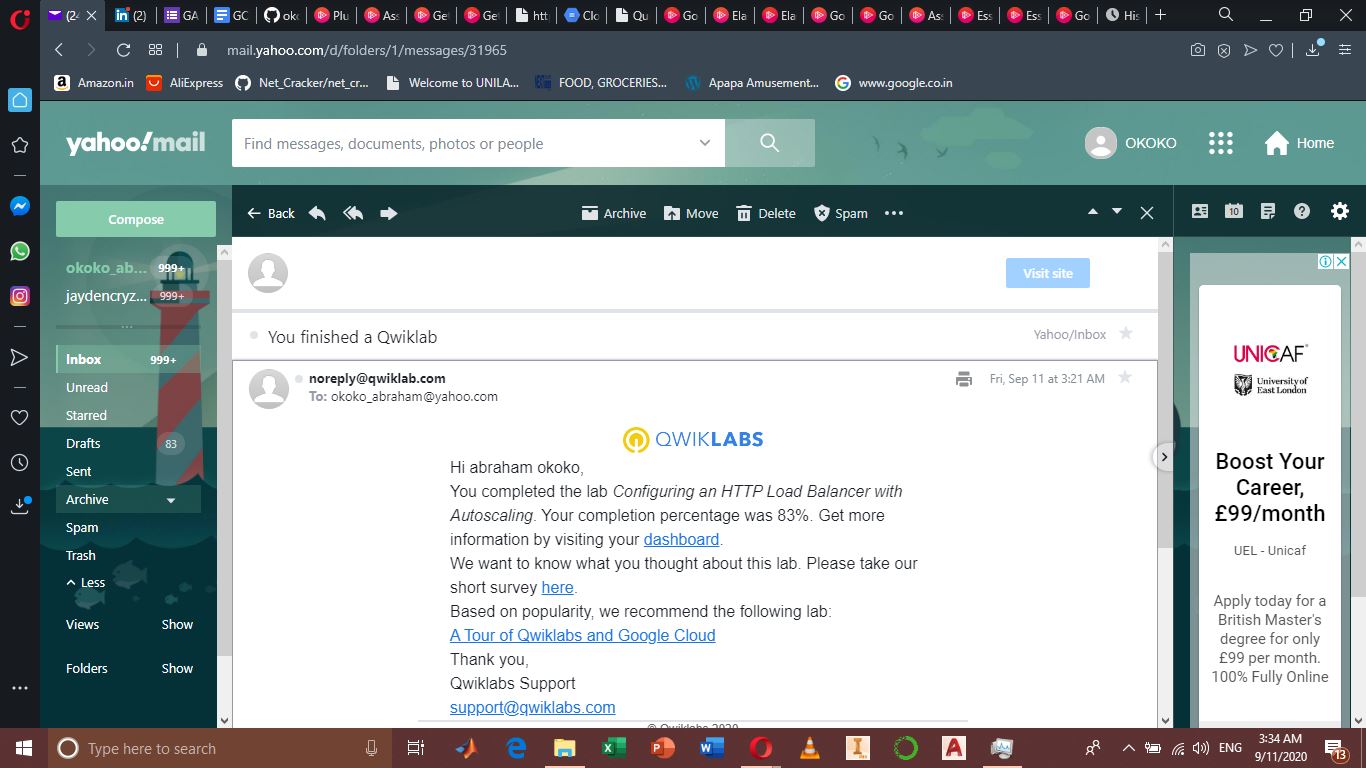 (24
(2)
GA
GC
oko
Plu
Ass
Get
Get
htt
Clo
Qu
Go
Ela
Ela
Go
Go
Ass
Ess
Ess
Go
His
mail.yahoo.com/d/folders/1/messages/31965
Amazon.in
AliExpress
Net_Cracker/net_cr...
Welcome to UNILA...
FOOD, GROCERIES...
Apapa Amusement...
www.google.co.in
yahoo!mail
Find messages, documents, photos or people
OKOKO
Home
Compose
Back
Archive
Move
Delete
Spam
10
okoko_ab... 999+
jaydencryz... 999+
Inbox 999+
Unread
Starred
Drafts 83
Sent
Archive
Spam
Trash
Less
Views Show
Folders Show
Visit site
You finished a Qwiklab
Yahoo/Inbox
noreply@qwiklab.com
Fri, Sep 11 at 3:21 AM
To: okoko_abraham@yahoo.com
QWIKLABS
Hi abraham okoko,
You completed the lab Configuring an HTTP Load Balancer with
Autoscaling. Your completion percentage was 83%. Get more
information by visiting your dashboard.
We want to know what you thought about this lab. Please take our
short survey here.
Based on popularity, we recommend the following lab:
A Tour of Qwiklabs and Google Cloud
Thank you,
Qwiklabs Support
support@qwiklabs.com
© Qwiklabs 2020
UNICAF
University of
East London
Boost Your
Career,
£99/month
UEL - Unicaf
Apply today for a
British Master's
degree for only
£99 per month.
100% Fully Online
Type here to search
ENG
3:34 AM
9/11/2020
13